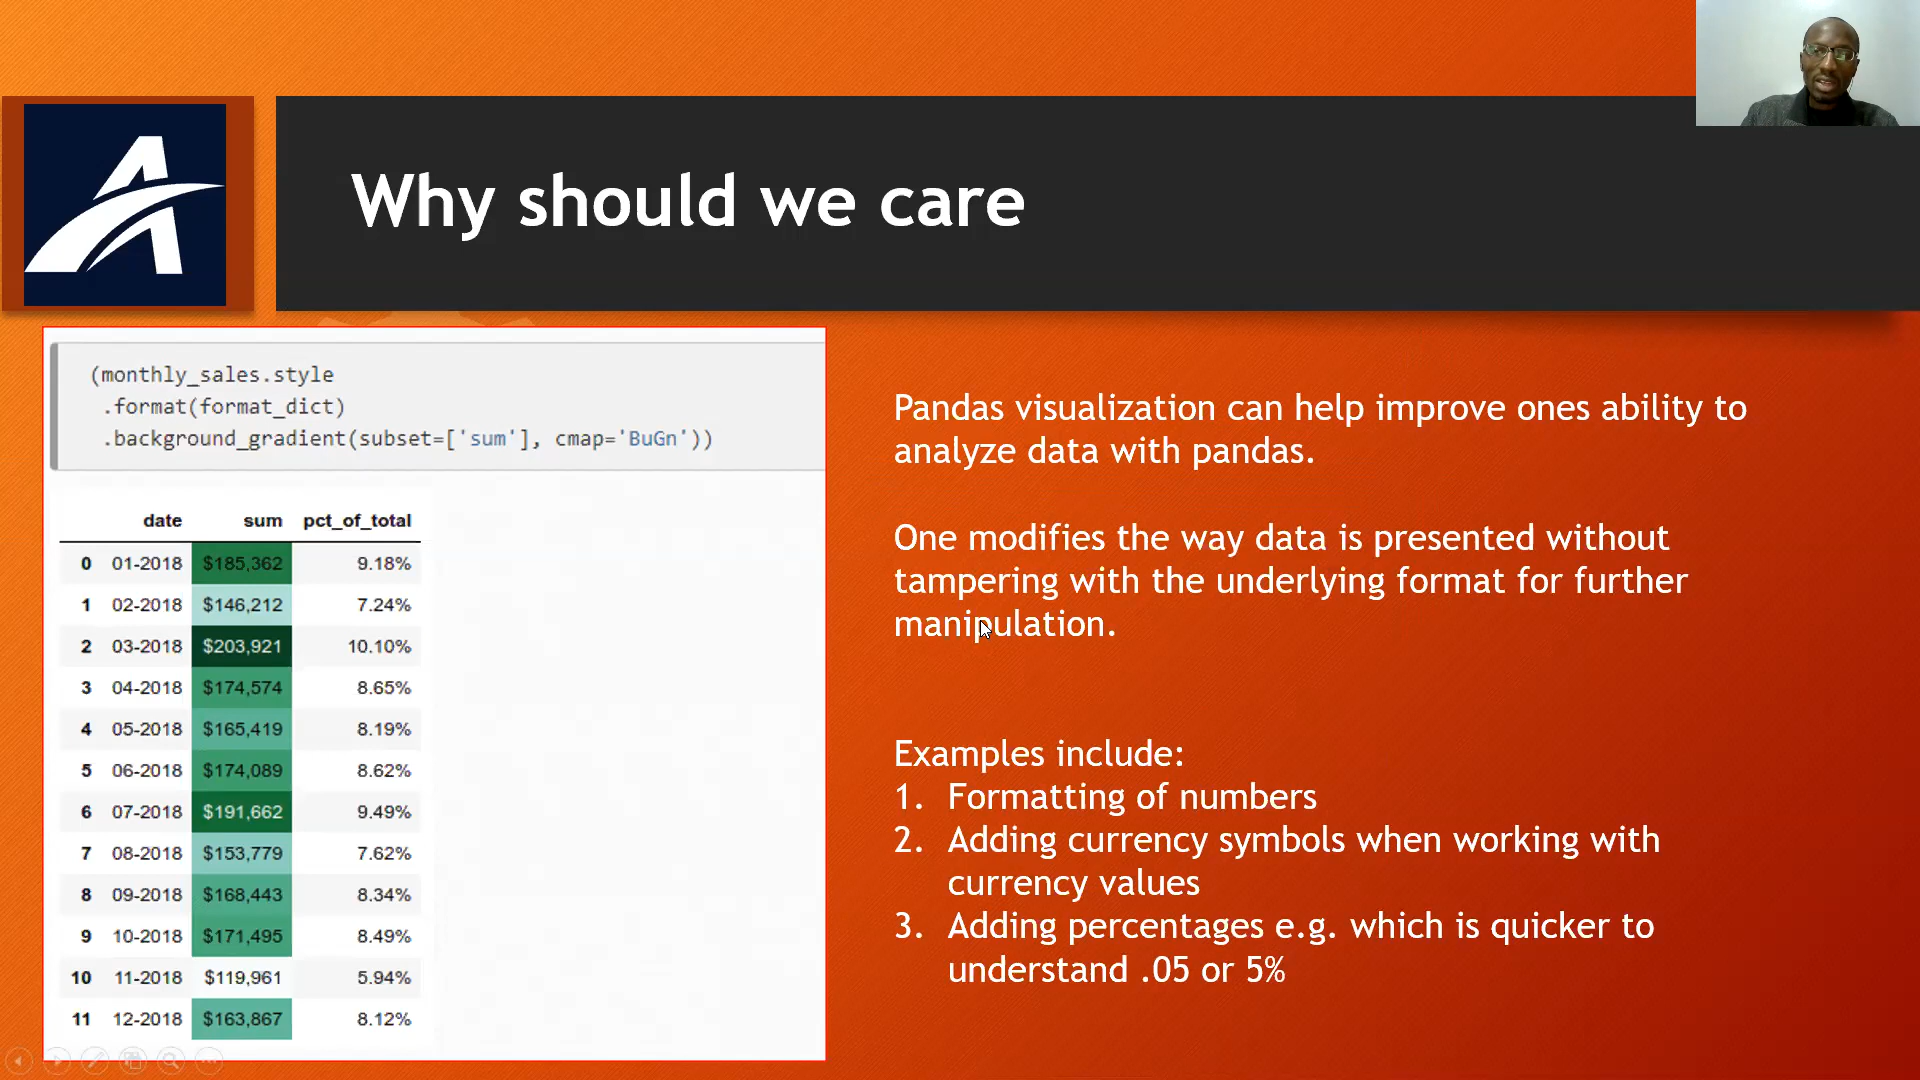 Why should we care
(monthly_sales.style
.format(format_dict)
.background_gradient(subset=['sum'], cmap='BuGn'))
date sum pct_of_total
0 01-2018 $185,362 9.18%
1 02-2018 $146,212 7.24%
2 03-2018 $203,921 10.10%
3 04-2018 $174,574 8.65%
4 05-2018 $165,419 8.19%
5 06-2018 $174,089 8.62%
6 07-2018 $191,662 9.49%
7 08-2018 $153,779 7.62%
8 09-2018 $168,443 8.34%
9 10-2018 $171,495 8.49%
10 11-2018 $119,961 5.94%
11 12-2018 $163,867 8.12%
Pandas visualization can help improve ones ability to
analyze data with pandas.
One modifies the way data is presented without
tampering with the underlying format for further
manipulation.
Examples include:
1. Formatting of numbers
2. Adding currency symbols when working with
currency values
3. Adding percentages e.g. which is quicker to
understand .05 or 5%